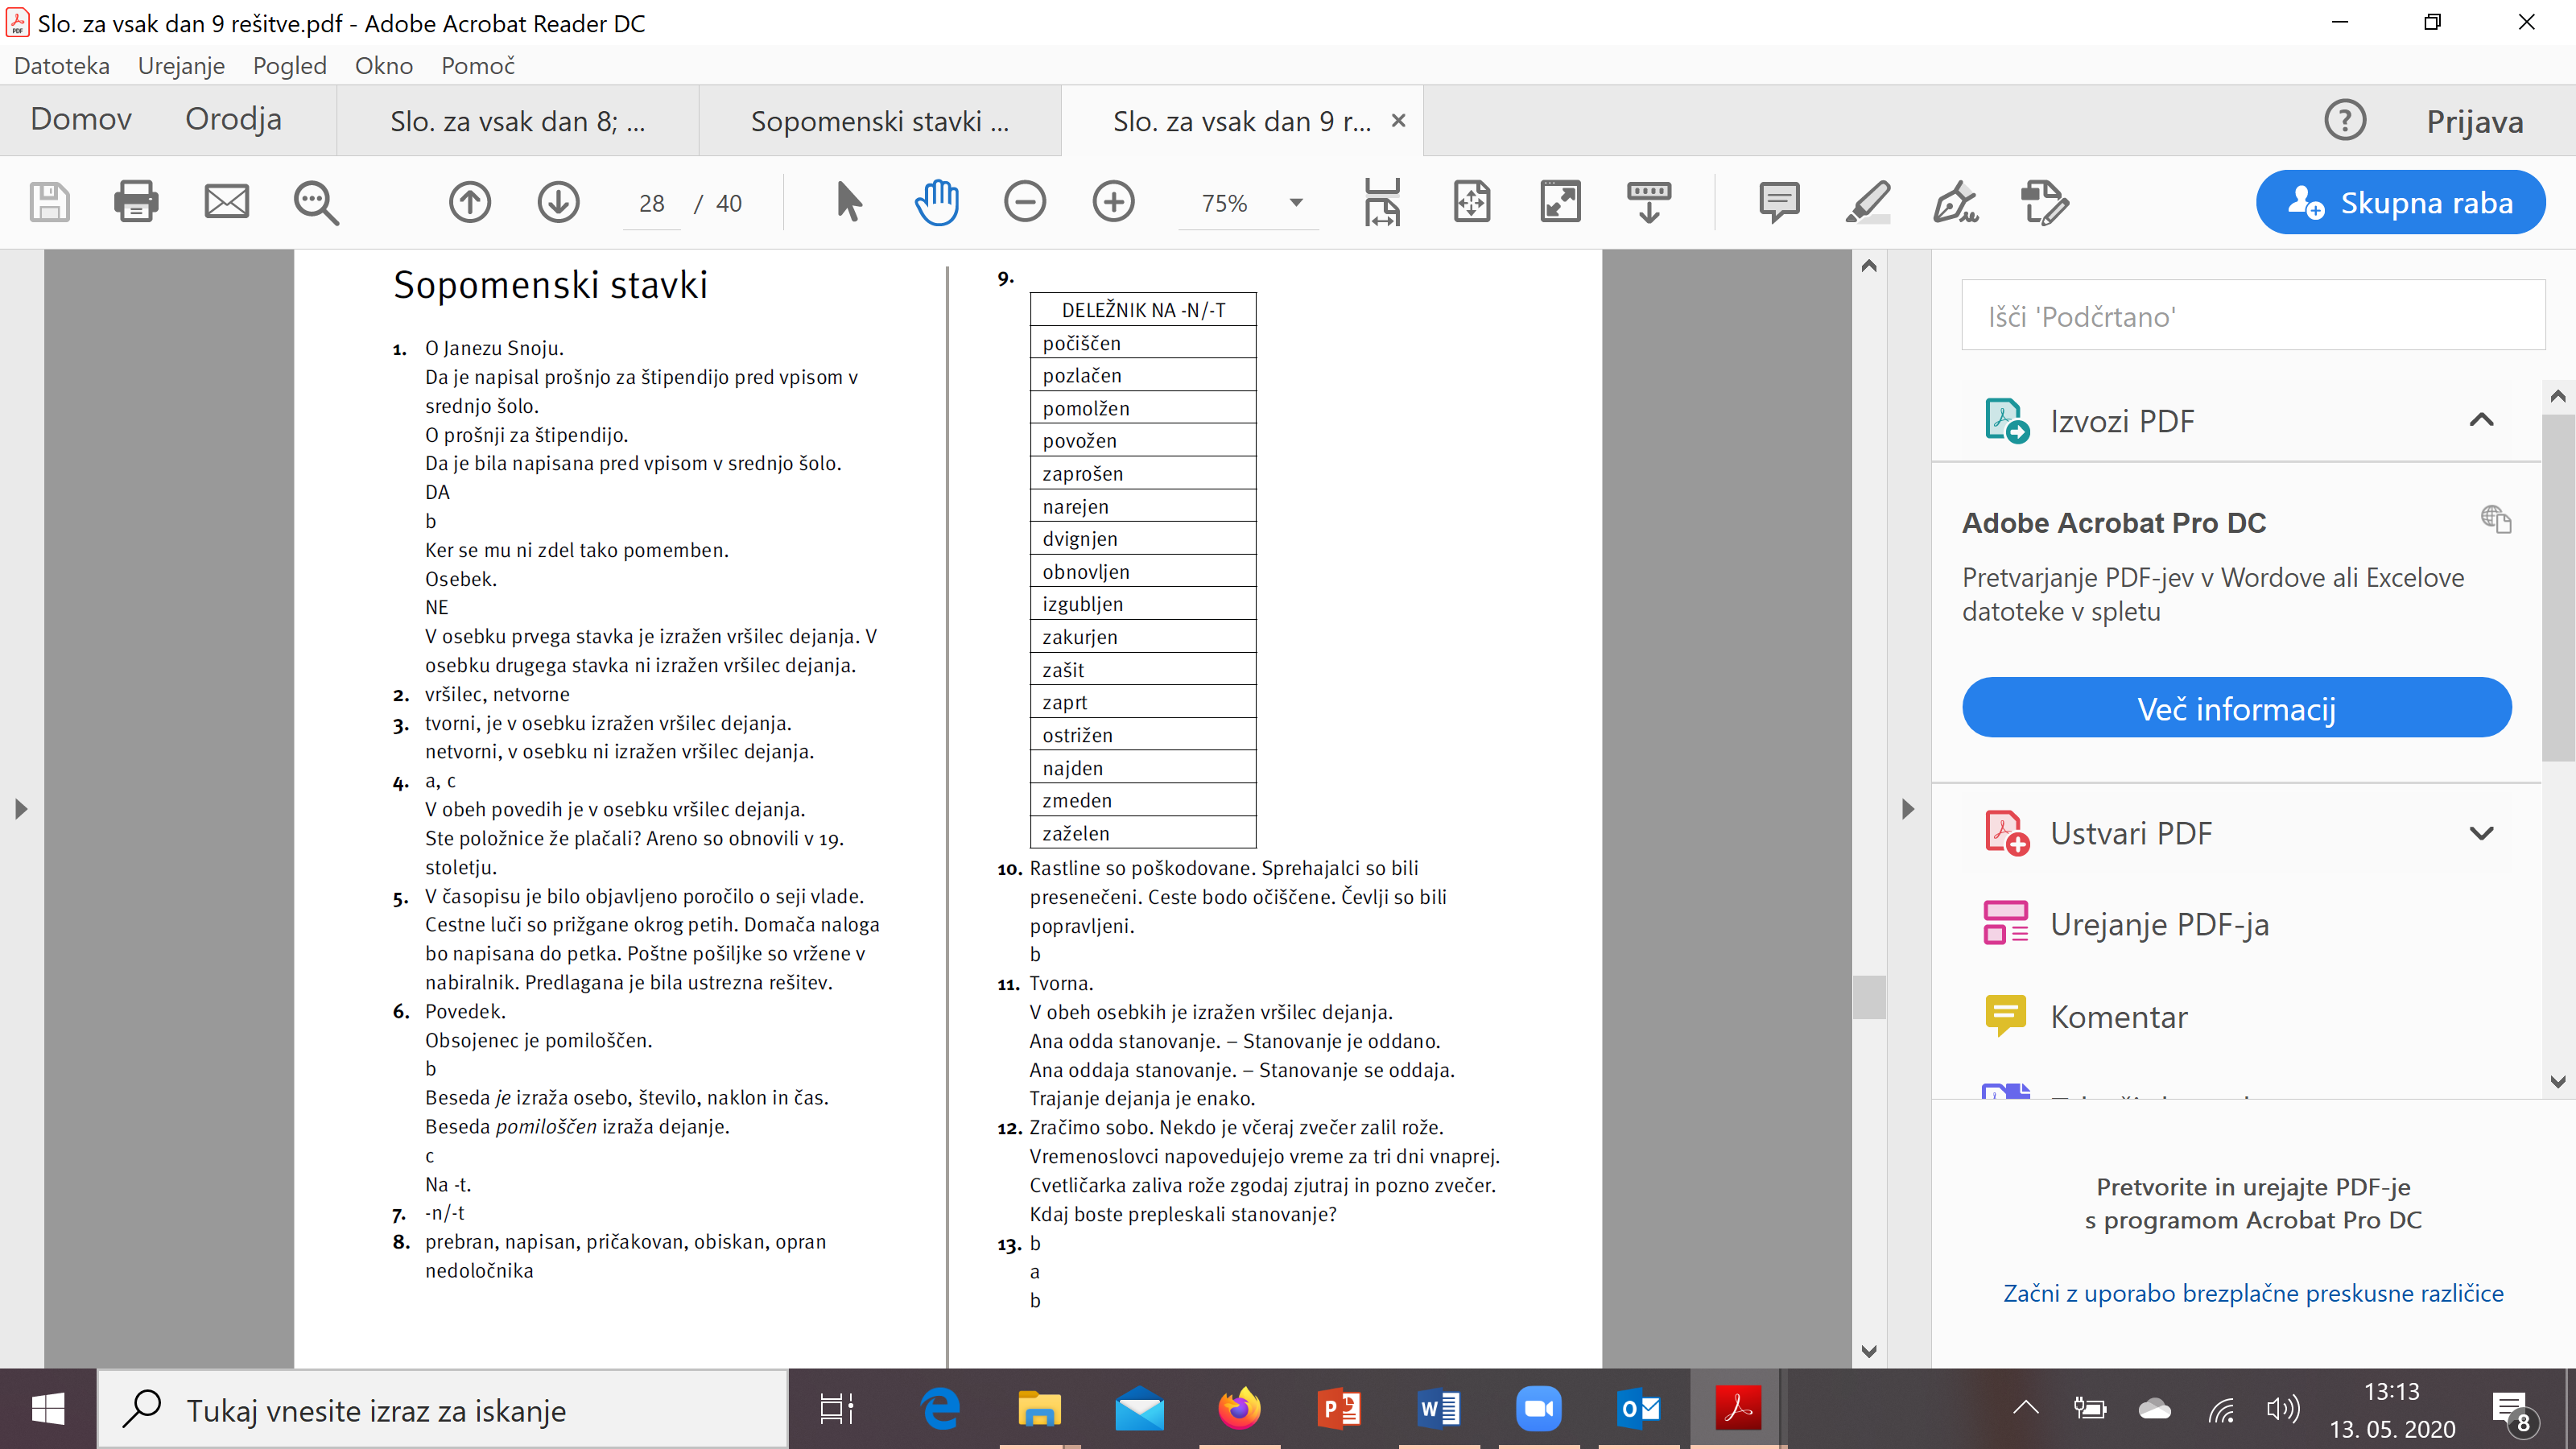 Slo. za vsak dan 9 rešitve.pdf - Adobe Acrobat Reader DC
Datoteka Urejanje Pogled Okno Pomoč
Domov Orodja Slo. za vsak dan 8; ... Sopomenski stavki ... Slo. za vsak dan 9 r... Prijava
28 / 40 75% Skupna raba
Sopomenski stavki
1. O Janezu Snoju.
Da je napisal prošnjo za štipendijo pred vpisom v
srednjo šolo.
O prošnji za štipendijo.
Da je bila napisana pred vpisom v srednjo šolo.
DA
b
Ker se mu ni zdel tako pomemben.
Osebek.
NE
V osebku prvega stavka je izražen vršilec dejanja. V
osebku drugega stavka ni izražen vršilec dejanja.
2. vršilec, netvorne
3. tvorni, je v osebku izražen vršilec dejanja.
netvorni, v osebku ni izražen vršilec dejanja.
4. a, c
V obeh povedih je v osebku vršilec dejanja.
Ste položnice že plačali? Areno so obnovili v 19.
stoletju.
5. V časopisu je bilo objavljeno poročilo o seji vlade.
Cestne luči so prižgane okrog petih. Domača naloga
bo napisana do petka. Poštne pošiljke so vržene v
nabiralnik. Predlagana je bila ustrezna rešitev.
6. Povedek.
Obsojenec je pomiloščen.
b
Beseda je izraža osebo, število, naklon in čas.
Beseda pomiloščen izraža dejanje.
c
Na -t.
7. -n/-t
8. prebran, napisan, pričakovan, obiskan, opran
nedoločnika
9.
DELEŽNIK NA -N/-T
počiščen
pozlačen
pomolžen
povožen
zaprošen
narejen
dvignjen
obnovljen
izgubljen
zakurjen
zašit
zaprt
ostrižen
najden
zmeden
zaželen
10. Rastline so poškodovane. Sprehajalci so bili
presenečeni. Ceste bodo očiščene. Čevlji so bili
popravljeni.
b
11. Tvorna.
V obeh osebkih je izražen vršilec dejanja.
Ana odda stanovanje. – Stanovanje je oddano.
Ana oddaja stanovanje. – Stanovanje se oddaja.
Trajanje dejanja je enako.
12. Zračimo sobo. Nekdo je včeraj zvečer zalil rože.
Vremenoslovci napovedujejo vreme za tri dni vnaprej.
Cvetličarka zaliva rože zgodaj zjutraj in pozno zvečer.
Kdaj boste prepleskali stanovanje?
13. b
a
b
Išči 'Podčrtano'
Izvozi PDF
Adobe Acrobat Pro DC
Pretvarjanje PDF-jev v Wordove ali Excelove
datoteke v spletu
Več informacij
Ustvari PDF
Urejanje PDF-ja
Komentar
Pretvorite in urejajte PDF-je
s programom Acrobat Pro DC
Začni z uporabo brezplačne preskusne različice
Tukaj vnesite izraz za iskanje
13:13
13. 05. 2020
8